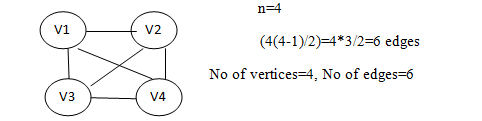 n=4
V1
V2
(4(4-1)/2)=4*3/2=6 edges
No of vertices=4, No of edges=6
V3
V4